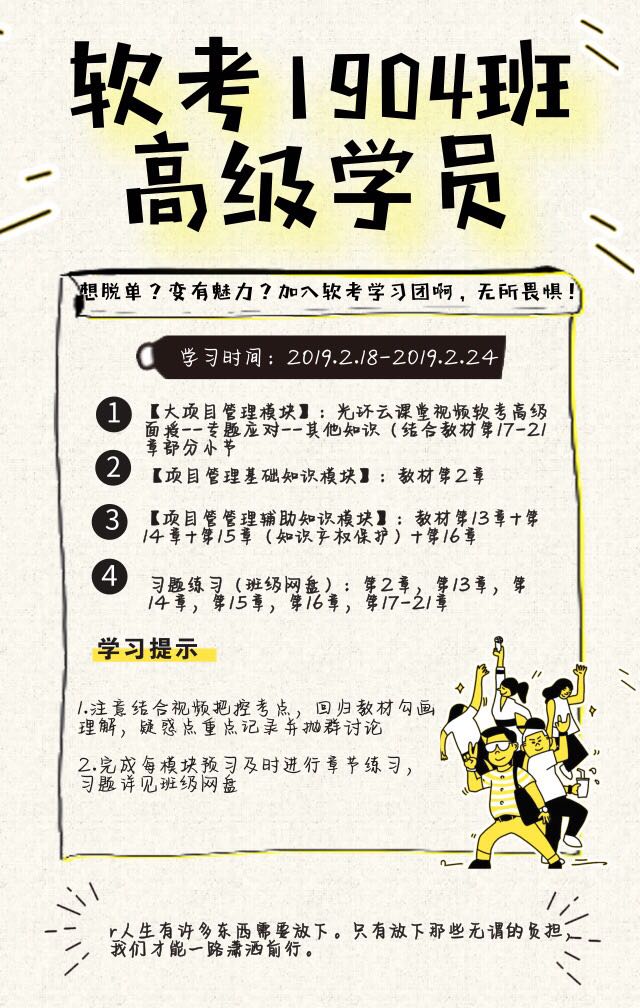 软考1904班
高级学员
想脱单？变有魅力？加入软考学习团啊，无所畏惧！
学习时间：2019.2.18-2019.2.24
1 【大项目管理模块】：光环云课堂视频软考高级
面授--专题应对--其他知识（结合教材第17-21
章部分小节
2 【项目管理基础知识模块】：教材第2章
3 【项目管管理辅助知识模块】：教材第13章+第
14章+第15章（知识产权保护）+第16章
4 习题练习（班级网盘）：第2章，第13章，第
14章，第15章，第16章，第17-21章
学习提示
1.注意结合视频把控考点，回归教材勾画
理解，疑惑点重点记录并抛群讨论
2.完成每模块预习及时进行章节练习，
习题详见班级网盘
r人生有许多东西需要放下。只有放下那些无谓的负担，
我们才能一路潇洒前行。